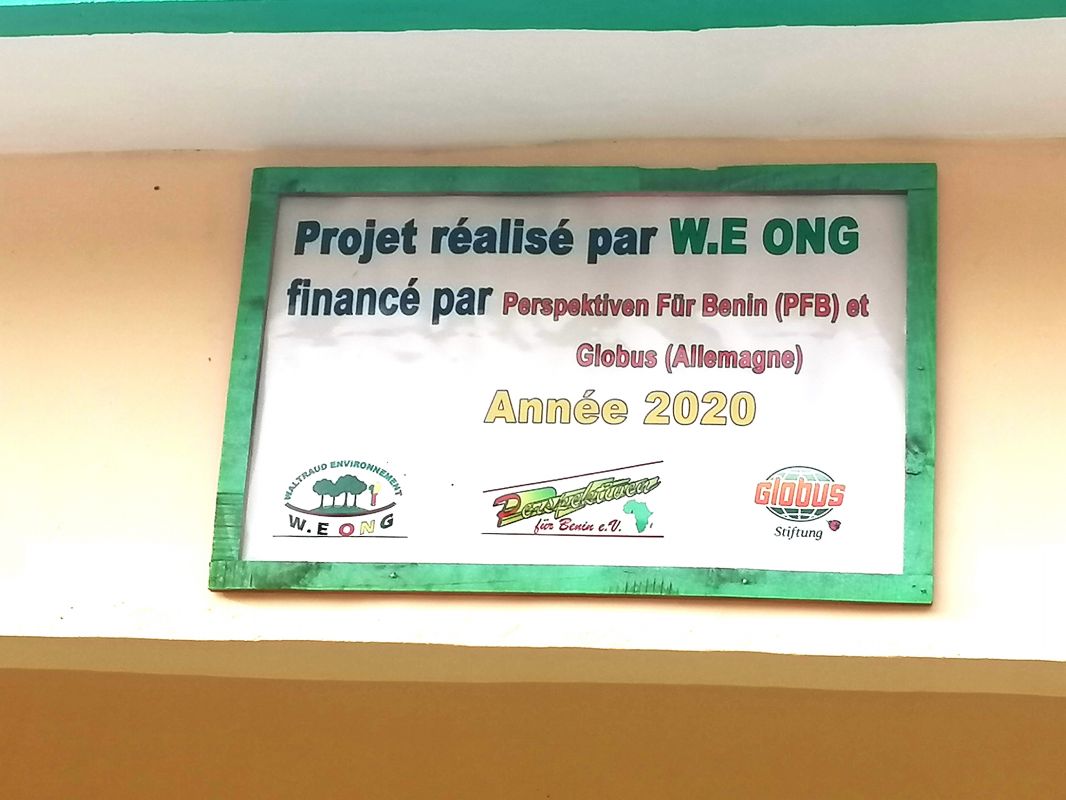 Projet réalisé par W.E ONG
financé par Perspektiven Für Benin (PFB) et
Globus (Allemagne)
Année 2020
WALTRAUD ENVIRONNEMENT
W.E ONG
Perspektiven
für Benin e.V.
GLOBUS
Stiftung